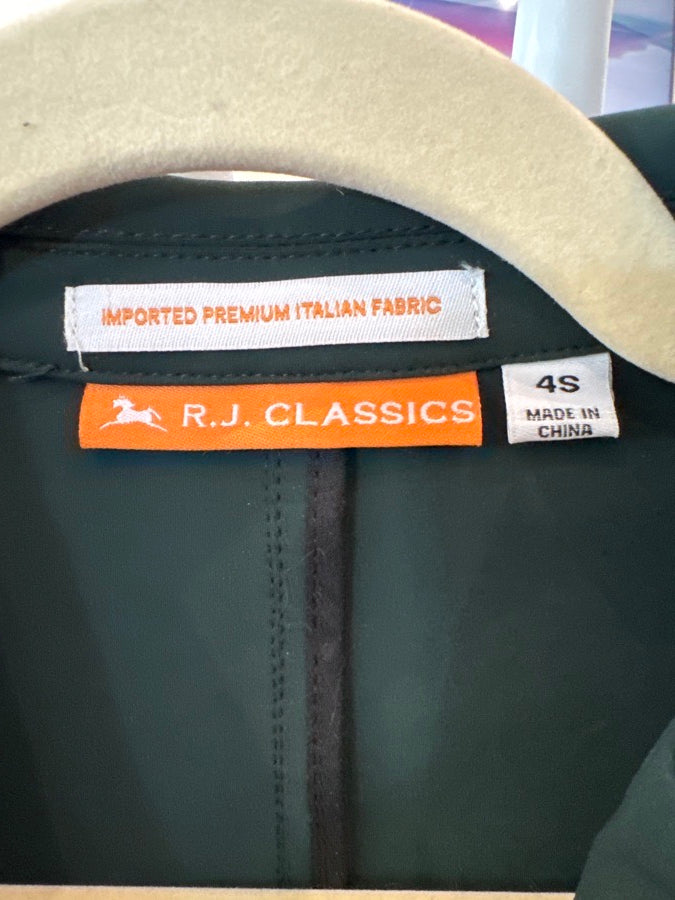 IMPORTED PREMIUM ITALIAN FABRIC
R.J. CLASSICS
4S
MADE IN
CHINA